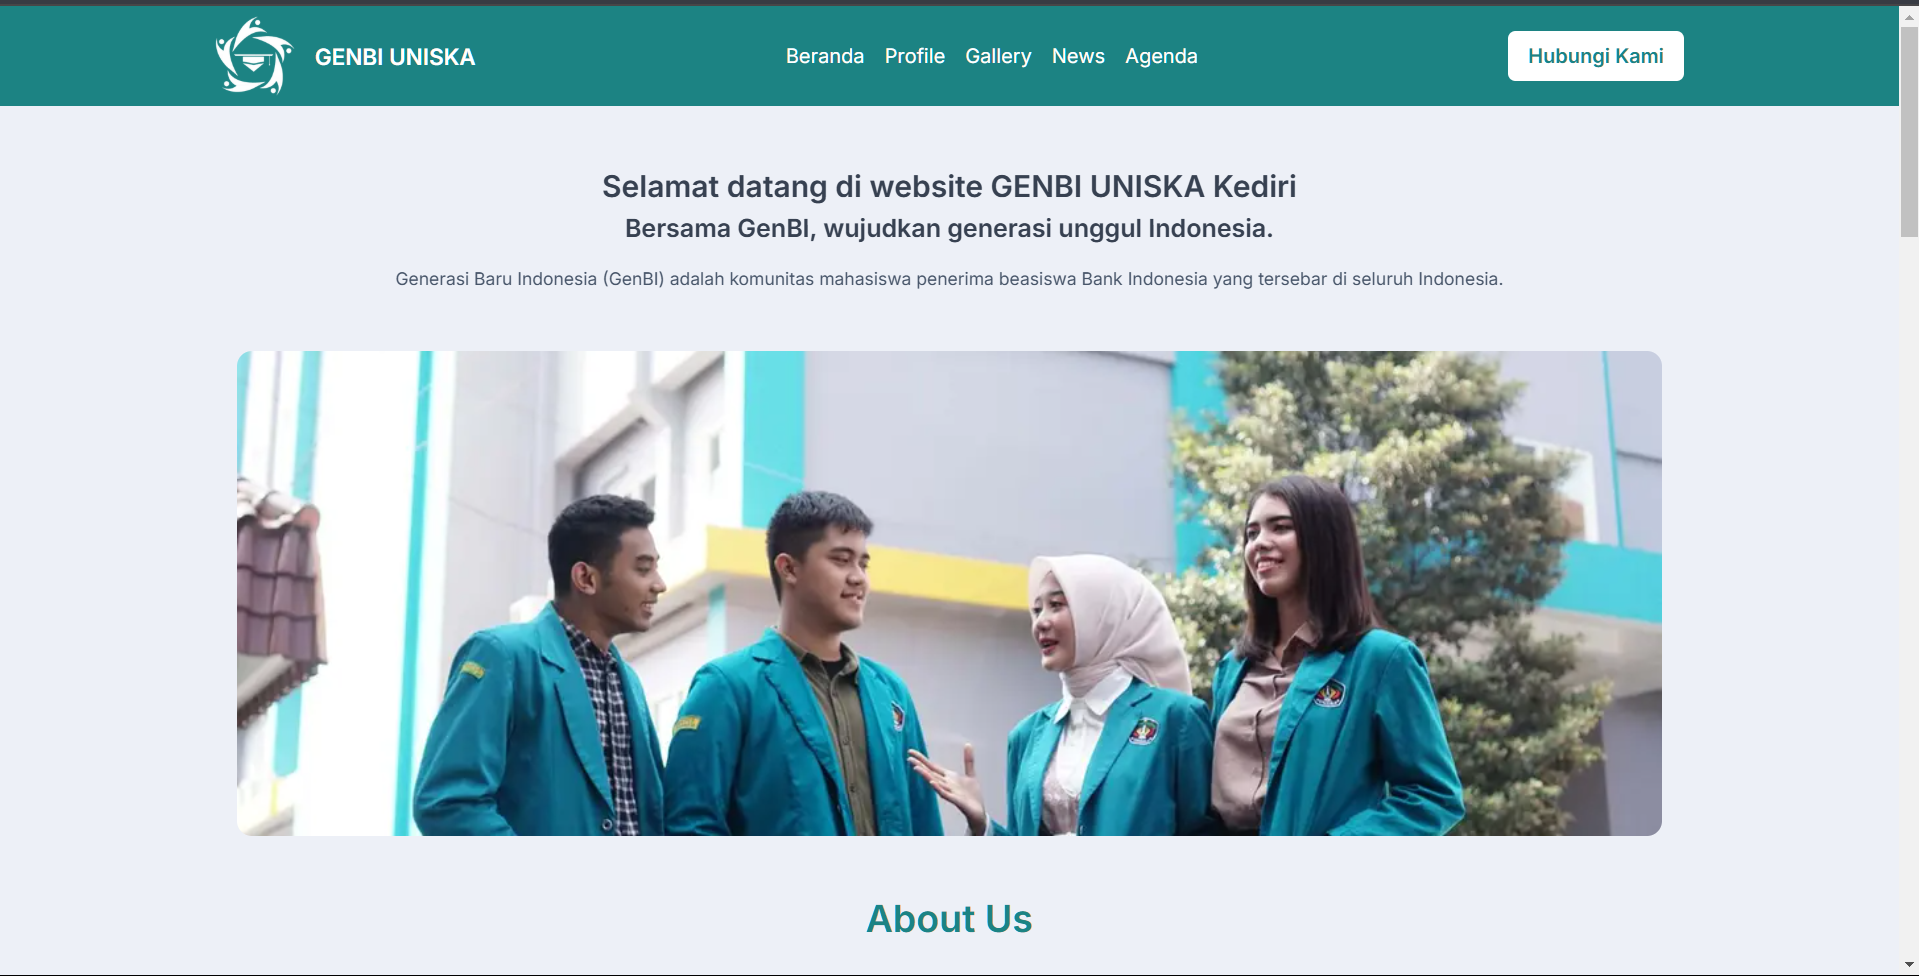 GENBI UNISKA
Beranda Profile Gallery News Agenda
Hubungi Kami
Selamat datang di website GENBI UNISKA Kediri
Bersama GenBI, wujudkan generasi unggul Indonesia.
Generasi Baru Indonesia (GenBI) adalah komunitas mahasiswa penerima beasiswa Bank Indonesia yang tersebar di seluruh Indonesia.
About Us